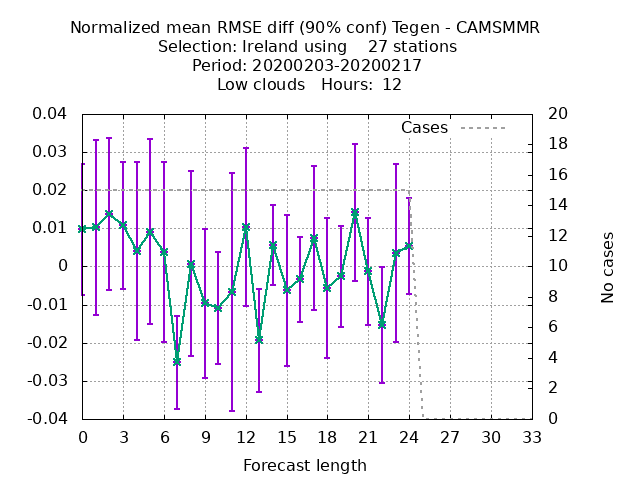 Normalized mean RMSE diff (90% conf) Tegen - CAMSMMR
Selection: Ireland using 27 stations
Period: 20200203-20200217
Low clouds Hours: 12
Cases
0.04
0.03
0.02
0.01
0
-0.01
-0.02
-0.03
-0.04
20
18
16
14
12
10
8
6
4
2
0
No cases
0 3 6 9 12 15 18 21 24 27 30 33
Forecast length